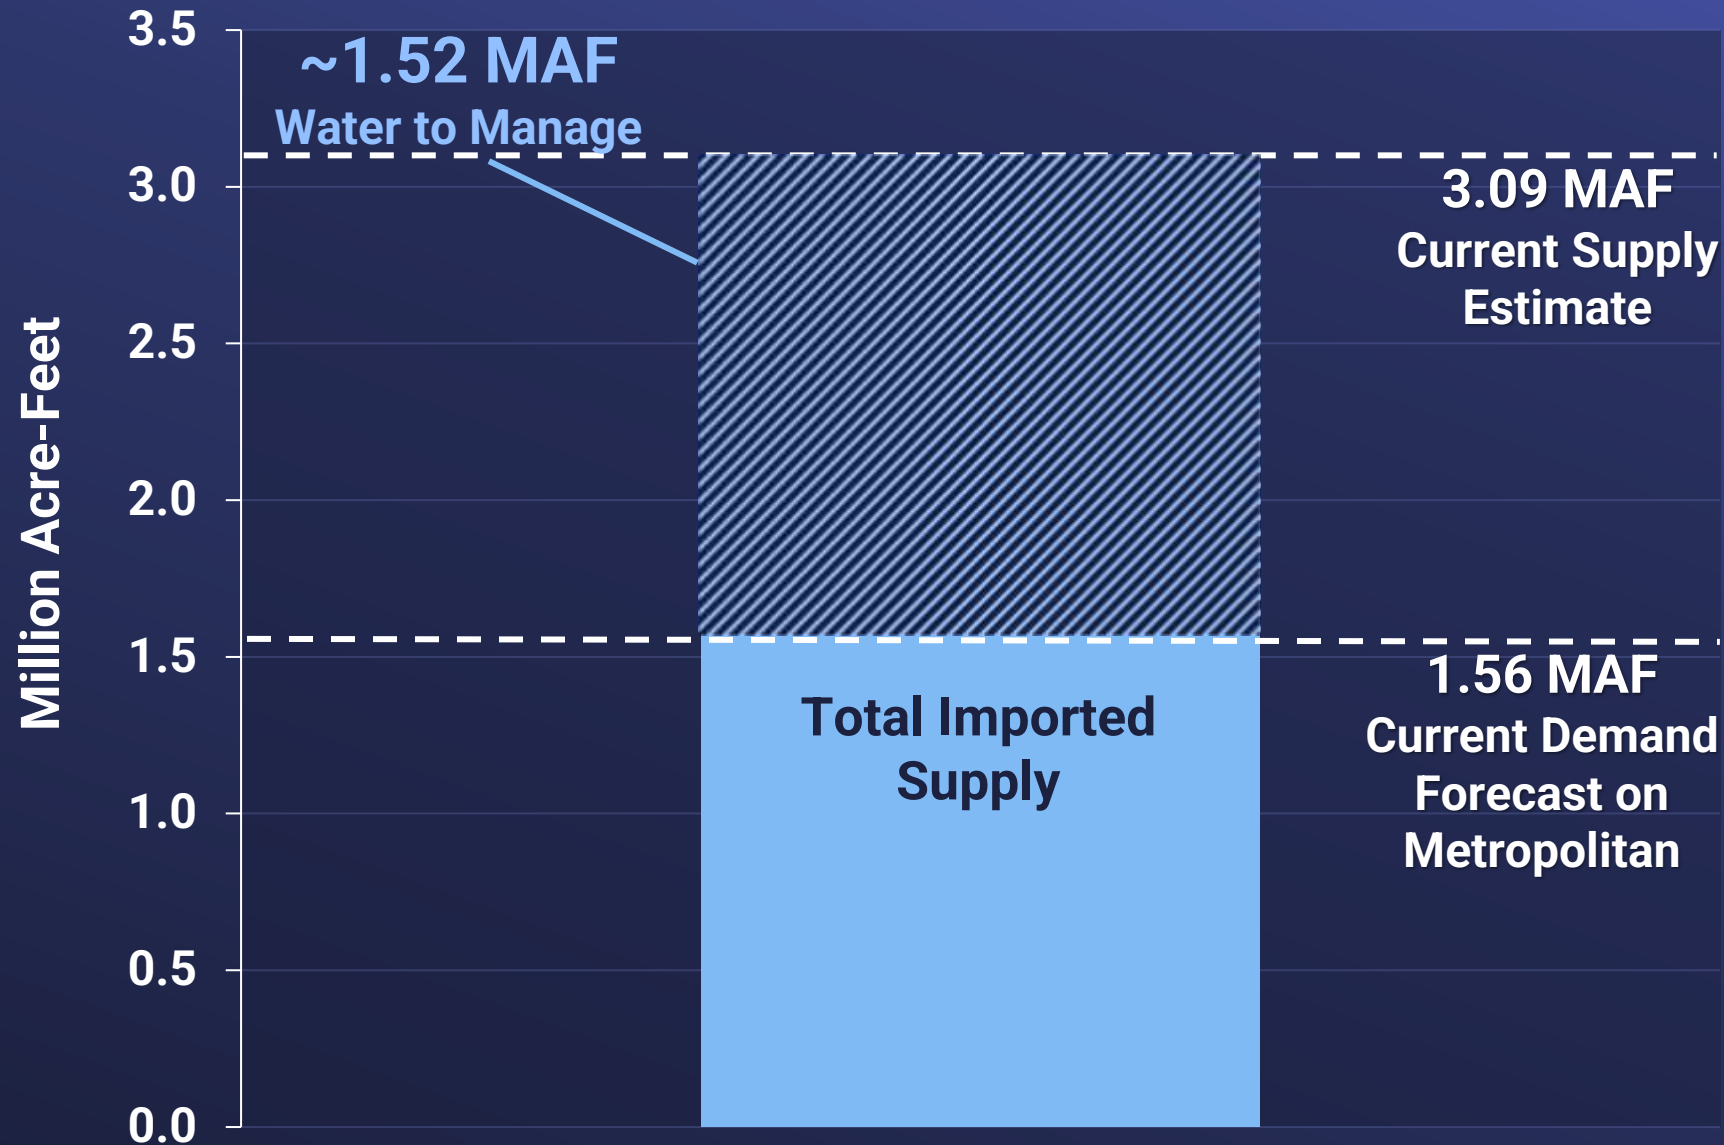 3.5
~1.52 MAF
Water to Manage
3.0
3.09 MAF
Current Supply
Estimate
2.5
Million Acre-Feet
2.0
1.5
1.56 MAF
Current Demand
Forecast on
Metropolitan
Total Imported
Supply
1.0
0.5
0.0